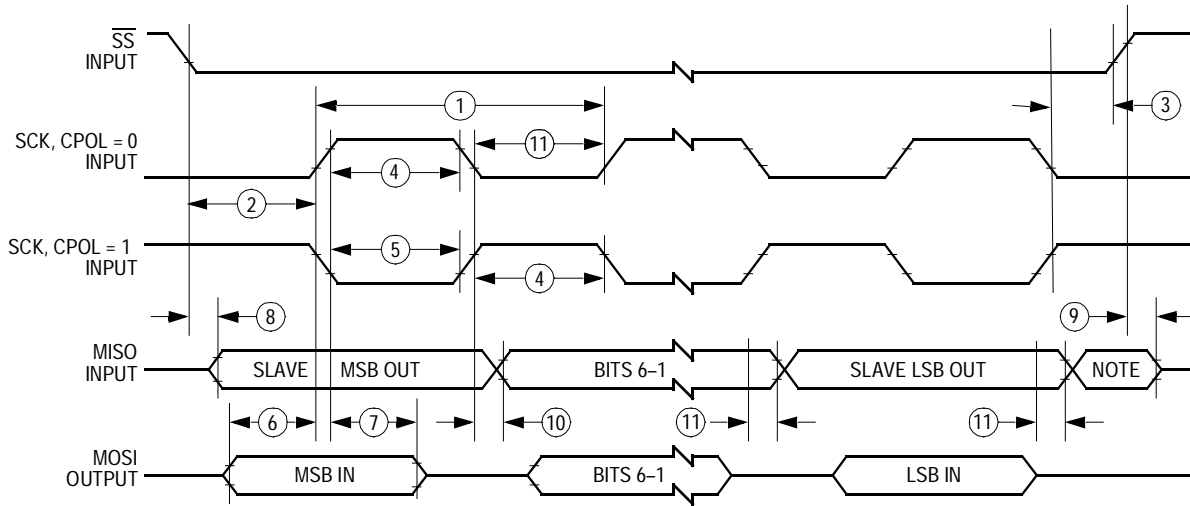 SS
INPUT
1
3
SCK, CPOL = 0
INPUT
11
4
2
SCK, CPOL = 1
INPUT
5
4
8
9
MISO
INPUT
SLAVE MSB OUT
BITS 6–1
SLAVE LSB OUT
NOTE
6
7
10
11
11
MOSI
OUTPUT
MSB IN
BITS 6–1
LSB IN